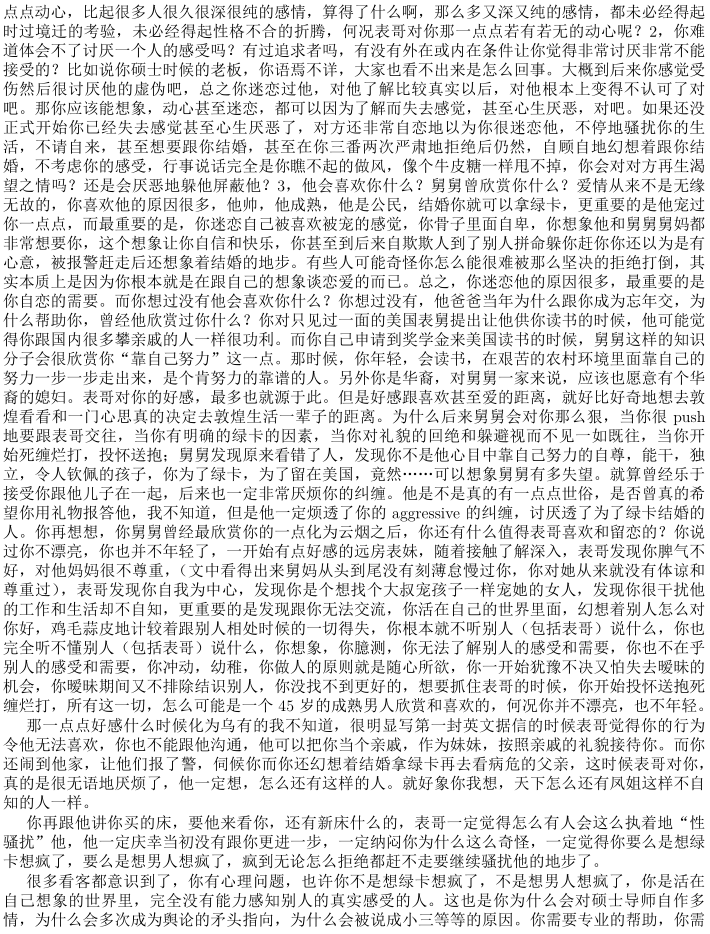 点点动心，比起很多人很久很深很纯的感情，算得了什么啊，那么多又深又纯的感情，都未必经得起
时过境迁的考验，未必经得起性格不合的折腾，何况表哥对你那一点点若有若无的动心呢？2，你难
道体会不了讨厌一个人的感受吗？有过追求者吗，有没有外在或内在条件让你觉得非常讨厌非常不能
接受的？比如说你硕士时候的老板，你语焉不详，大家也看不出来是怎么回事。大概到后来你感觉受
伤然后很讨厌他的虚伪吧，总之你迷恋过他，对他了解比较真实以后，对他根本上变得不认可了对
吧。那你应该能想象，动心甚至迷恋，都可以因为了解而失去感觉，甚至心生厌恶，对吧。如果还没
正式开始你已经失去感觉甚至心生厌恶了，对方还非常自恋地以为你很迷恋他，不停地骚扰你的生
活，不请自来，甚至想要跟你结婚，甚至在你三番两次严肃地拒绝后仍然，自顾自地幻想着跟你结
婚，不考虑你的感受，行事说话完全是你瞧不起的做风，像个牛皮糖一样甩不掉，你会对对方再生渴
望之情吗？还是会厌恶地躲他屏蔽他？3，他会喜欢你什么？舅舅曾欣赏你什么？爱情从来不是无缘
无故的，你喜欢他的原因很多，他帅，他成熟，他是公民，结婚你就可以拿绿卡，更重要的是他宠过
你一点点，而最重要的是，你迷恋自己被喜欢被宠的感觉，你骨子里面自卑，你想象他和舅舅舅妈都
非常想要你，这个想象让你自信和快乐，你甚至到后来自欺欺人到了别人拼命躲你赶你你还以为是有
心意，被报警赶走后还想象着结婚的地步。有些人可能奇怪你怎么能很难被那么坚决的拒绝打倒，其
实本质上是因为你根本就是在跟自己的想象谈恋爱的而已。总之，你迷恋他的原因很多，最重要的是
你自恋的需要。而你想过没有他会喜欢你什么？你想过没有，他爸爸当年为什么跟你成为忘年交，为
什么帮助你，曾经他欣赏过你什么？你对只见过一面的美国表舅提出让他供你读书的时候，他可能觉
得你跟国内很多攀亲戚的人一样很功利。而你自己申请到奖学金来美国读书的时候，舅舅这样的知识
分子会很欣赏你“靠自己努力”这一点。那时候，你年轻，会读书，在艰苦的农村环境里面靠自己的
努力一步一步走出来，是个肯努力的靠谱的人。另外你是华裔，对舅舅一家来说，应该也愿意有个华
裔的媳妇。表哥对你的好感，最多也就源于此。但是好感跟喜欢甚至爱的距离，就好比好奇地想去敦
煌看看和一门心思真的决定去敦煌生活一辈子的距离。为什么后来舅舅会对你那么狠，当你很 push
地要跟表哥交往，当你有明确的绿卡的因素，当你对礼貌的回绝和躲避视而不见一如既往，当你开
始死缠烂打，投怀送抱；舅舅发现原来看错了人，发现你不是他心目中靠自己努力的自尊，能干，独
立，令人钦佩的孩子，你为了绿卡，为了留在美国，竟然……可以想象舅舅有多失望。就算曾经乐于
接受你跟他儿子在一起，后来也一定非常厌烦你的纠缠。他是不是真的有一点点世俗，是否曾真的希
望你用礼物报答他，我不知道，但是他一定烦透了你的 aggressive 的纠缠，讨厌透了为了绿卡结婚的
人。你再想想，你舅舅曾经最欣赏你的一点化为云烟之后，你还有什么值得表哥喜欢和留恋的？你说
过你不漂亮，你也并不年轻了，一开始有点好感的远房表妹，随着接触了解深入，表哥发现你脾气不
好，对他妈妈很不尊重，（文中看得出来舅妈从头到尾没有刻薄怠慢过你，你对她从来就没有体谅和
尊重过），表哥发现你自我为中心，发现你是个想找个大叔宠孩子一样宠她的女人，发现你很干扰他
的工作和生活却不自知，更重要的是发现跟你无法交流，你活在自己的世界里面，幻想着别人怎么对
你好，鸡毛蒜皮地计较着跟别人相处时候的一切得失，你根本就不听别人（包括表哥）说什么，你也
完全听不懂别人（包括表哥）说什么，你想象，你臆测，你无法了解别人的感受和需要，你也不在乎
别人的感受和需要，你冲动，幼稚，你做人的原则就是随心所欲，你一开始犹豫不决又怕失去暧昧的
机会，你暧昧期间又不排除结识别人，你没找不到更好的，想要抓住表哥的时候，你开始投怀送抱死
缠烂打，所有这一切，怎么可能是一个 45 岁的成熟男人欣赏和喜欢的，何况你并不漂亮，也不年轻。
那一点点好感什么时候化为乌有的我不知道，很明显写第一封英文据信的时候表哥觉得你的行为
令他无法喜欢，你也不能跟他沟通，他可以把你当个亲戚，作为妹妹，按照亲戚的礼貌接待你。而你
还闹到他家，让他们报了警，伺候你而你还幻想着结婚拿绿卡再去看病危的父亲，这时候表哥对你，
真的是很无语地厌烦了，他一定想，怎么还有这样的人。就好象你我想，天下怎么还有凤姐这样不自
知的人一样。
你再跟他讲你买的床，要他来看你，还有新床什么的，表哥一定觉得怎么有人会这么执着地“性
骚扰”他，他一定庆幸当初没有跟你更进一步，一定纳闷你为什么这么奇怪，一定觉得你要么是想绿
卡想疯了，要么是想男人想疯了，疯到无论怎么拒绝都赶不走要继续骚扰他的地步了。
很多看客都意识到了，你有心理问题，也许你不是想绿卡想疯了，不是想男人想疯了，你是活在
自己想象的世界里，完全没有能力感知别人的真实感受的人。这也是你为什么会对硕士导师自作多
情，为什么会多次成为舆论的矛头指向，为什么会被说成小三等等的原因。你需要专业的帮助，你需